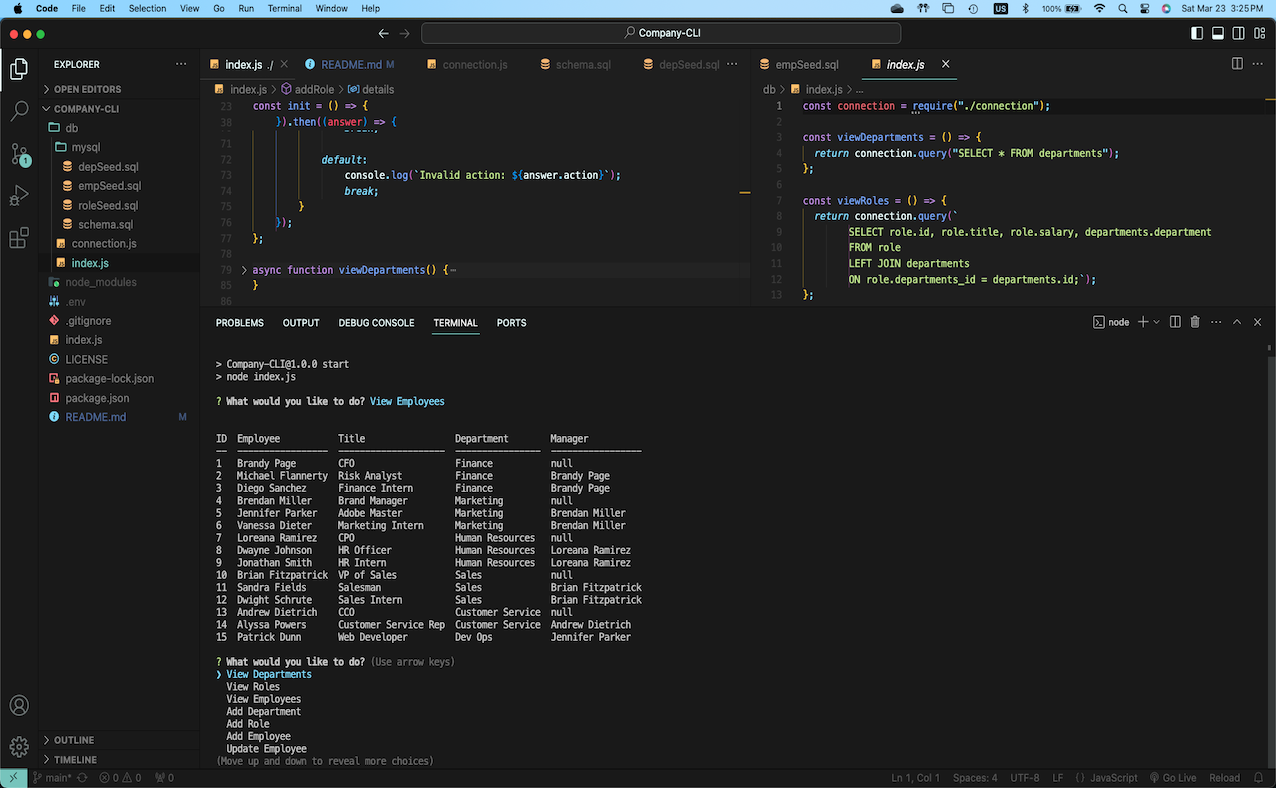 Code File Edit Selection View Go Run Terminal Window Help US 100% Sat Mar 23 3:25 PM
Company-CLI
EXPLORER
OPEN EDITORS
COMPANY-CLI
db
mysql
depSeed.sql
empSeed.sql
roleSeed.sql
schema.sql
connection.js
index.js
node_modules
.env
.gitignore
index.js
LICENSE
package-lock.json
package.json
README.md M
OUTLINE
TIMELINE
1
index.js ./ README.md M connection.js schema.sql depSeed.sql
index.js > addRole > details
23 const init = () => {
38 }).then((answer) => {
71
72 default:
73 console.log(`Invalid action: ${answer.action}`);
74 break;
75 }
76 });
77 };
78
79 async function viewDepartments() {
85 }
86
empSeed.sql index.js
db > index.js > ...
1 const connection = require("./connection");
2
3 const viewDepartments = () => {
4 return connection.query("SELECT * FROM departments");
5 };
6
7 const viewRoles = () => {
8 return connection.query(`
9 SELECT role.id, role.title, role.salary, departments.department
10 FROM role
11 LEFT JOIN departments
12 ON role.departments_id = departments.id;`);
13 };
PROBLEMS OUTPUT DEBUG CONSOLE TERMINAL PORTS node
> Company-CLI@1.0.0 start
> node index.js
? What would you like to do? View Employees
ID Employee Title Department Manager
1 Brandy Page CFO Finance null
2 Michael Flannerty Risk Analyst Finance Brandy Page
3 Diego Sanchez Finance Intern Finance Brandy Page
4 Brendan Miller Brand Manager Marketing null
5 Jennifer Parker Adobe Master Marketing Brendan Miller
6 Vanessa Dieter Marketing Intern Marketing Brendan Miller
7 Loreana Ramirez CPO Human Resources null
8 Dwayne Johnson HR Officer Human Resources Loreana Ramirez
9 Jonathan Smith HR Intern Human Resources Loreana Ramirez
10 Brian Fitzpatrick VP of Sales Sales null
11 Sandra Fields Salesman Sales Brian Fitzpatrick
12 Dwight Schrute Sales Intern Sales Brian Fitzpatrick
13 Andrew Dietrich CCO Customer Service null
14 Alyssa Powers Customer Service Rep Customer Service Andrew Dietrich
15 Patrick Dunn Web Developer Dev Ops Jennifer Parker
? What would you like to do? (Use arrow keys)
❯ View Departments
View Roles
View Employees
Add Department
Add Role
Add Employee
Update Employee
(Move up and down to reveal more choices)
main* 0 0 0 Ln 1, Col 1 Spaces: 4 UTF-8 LF {} JavaScript Go Live Reload